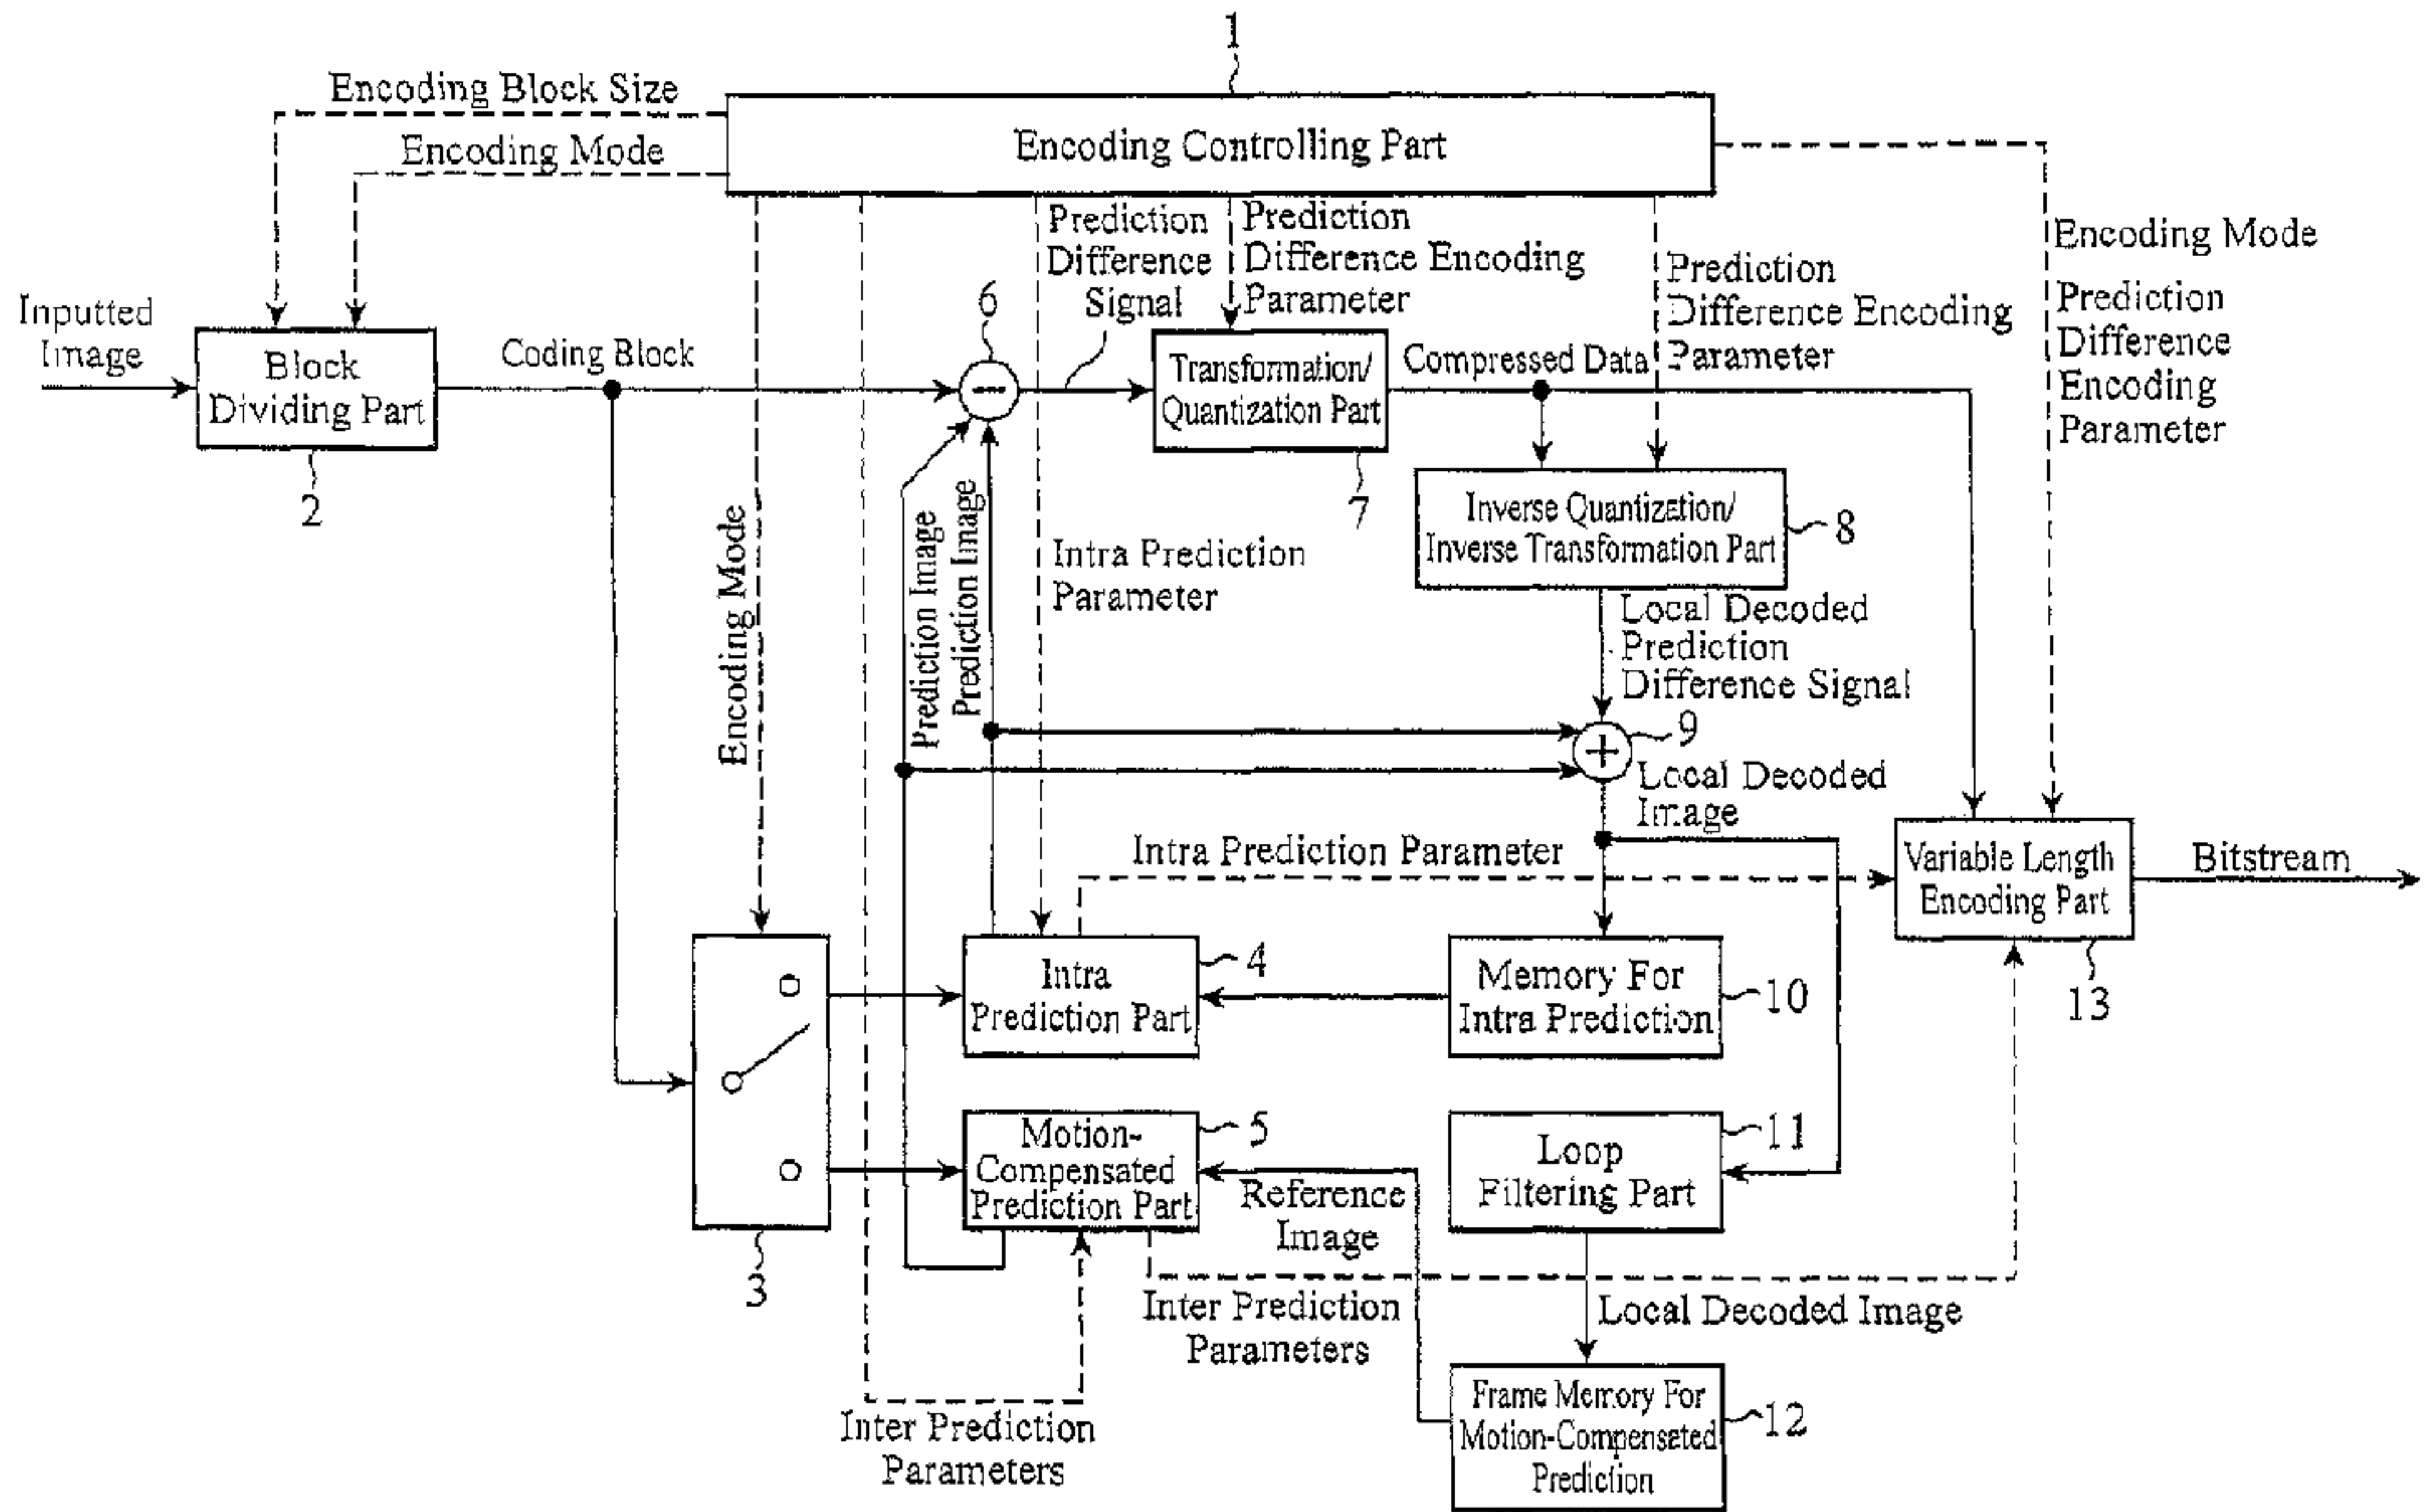 1
Encoding Block Size
Encoding Mode
Encoding Controlling Part
Prediction
Difference
Signal
Prediction
Difference Encoding
Parameter
Prediction
Difference Encoding
Parameter
Encoding Mode
Prediction
Difference
Encoding
Parameter
Inputted
Image
Block
Dividing Part
2
Coding Block
6
Transformation/
Quantization Part
7
Compressed Data
Inverse Quantization/
Inverse Transformation Part
8
Encoding Mode
Prediction Image
Prediction Image
Intra Prediction
Parameter
Local Decoded
Prediction
Difference Signal
9
+
Local Decoded
Image
Intra Prediction Parameter
Variable Length
Encoding Part
13
Bitstream
3
Intra
Prediction Part
4
Memory For
Intra Prediction
10
Motion-
Compensated
Prediction Part
5
Reference
Image
Loop
Filtering Part
11
Inter Prediction
Parameters
Local Decoded Image
Inter Prediction
Parameters
Frame Memory For
Motion-Compensated
Prediction
12